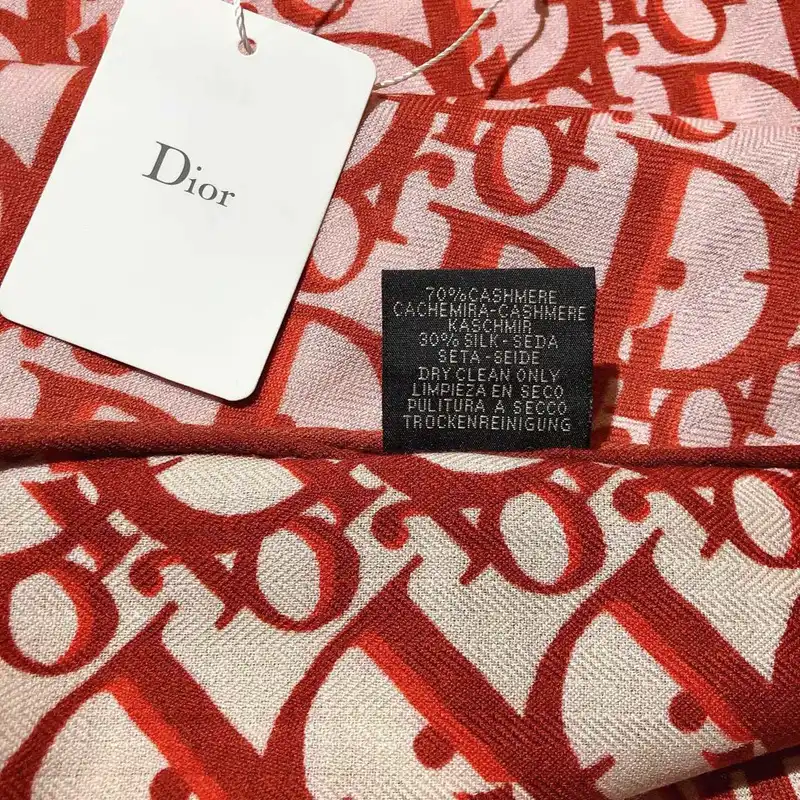 Dior
70%CASHMERE
CACHEMIRA-CASHMERE
KASCHMIR
30% SILK-SEDA
SETA-SEIDE
DRY CLEAN ONLY
LIMPIEZA EN SECO
PULITURA A SECCO
TROCKENREINIGUNG